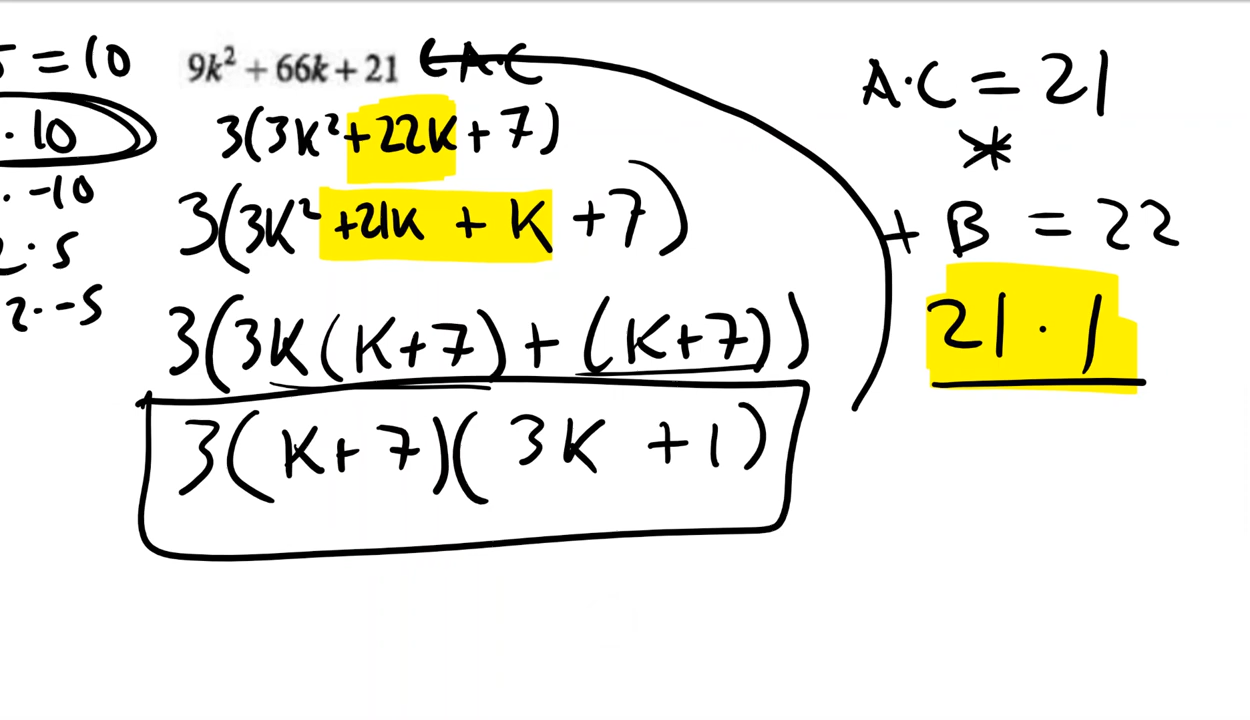 = 10
· 10
· -10
2 · 5
2 · -5
9k² + 66k + 21 ← A·C
3(3K² +22K + 7)
3(3K² +21K + K +7)
3(3K(K+7) + (K+7))
3(K+7)(3K +1)
A·C = 21
*
+ B = 22
21 · 1